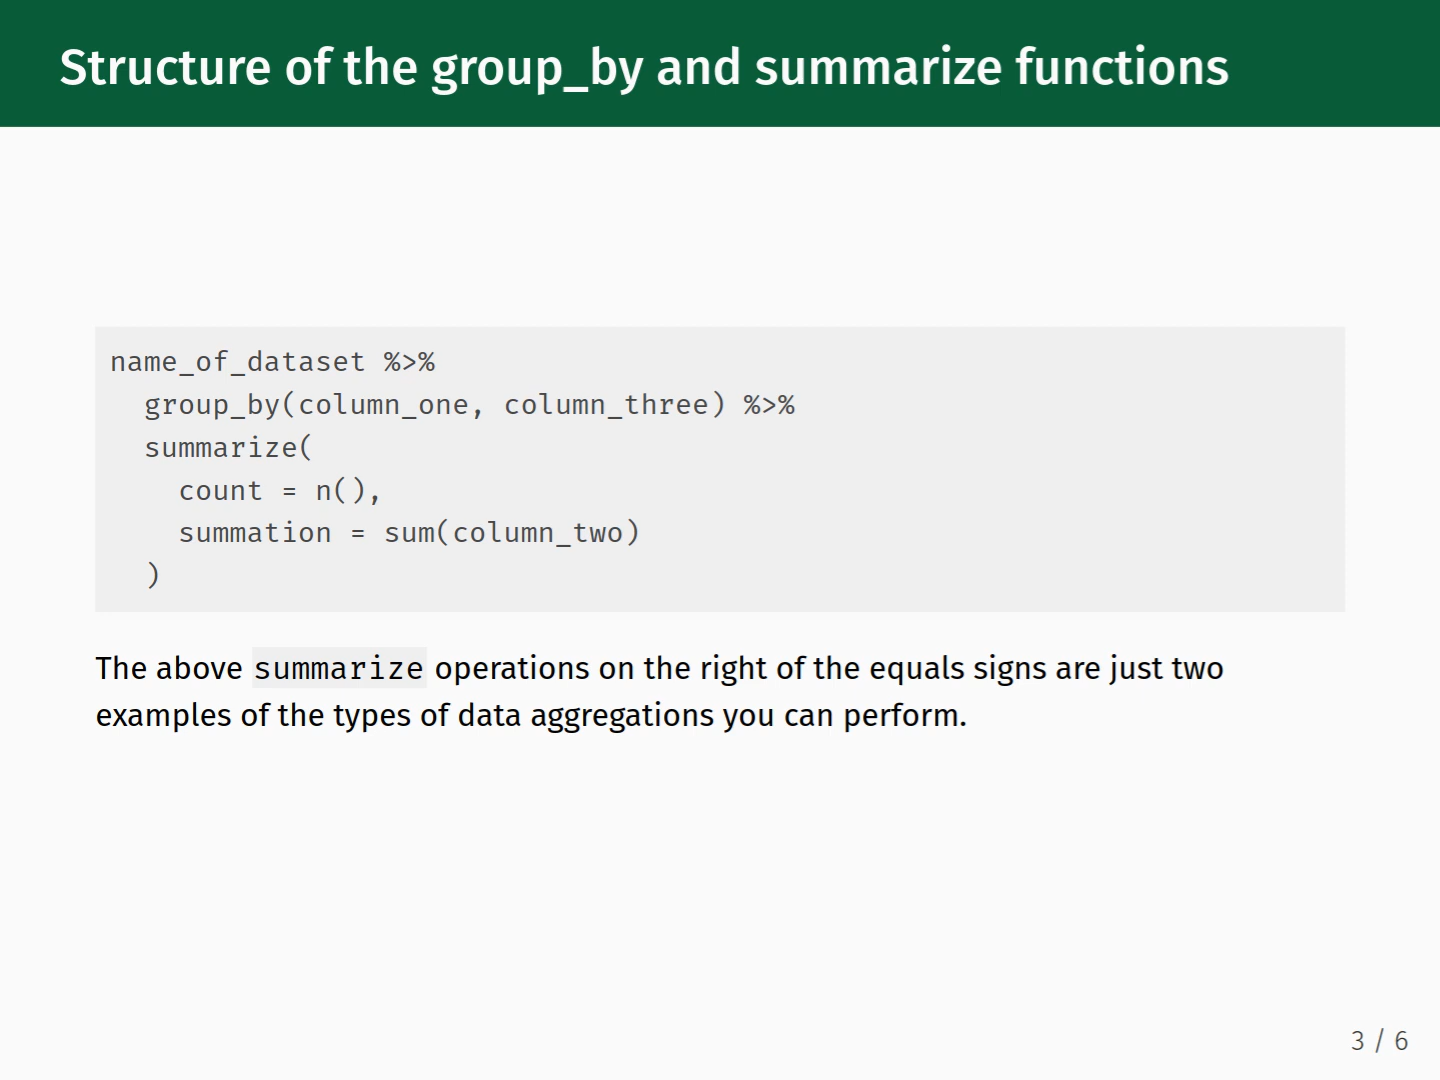 Structure of the group_by and summarize functions
name_of_dataset %>%
  group_by(column_one, column_three) %>%
  summarize(
    count = n(),
    summation = sum(column_two)
  )
The above summarize operations on the right of the equals signs are just two
examples of the types of data aggregations you can perform.
3 / 6